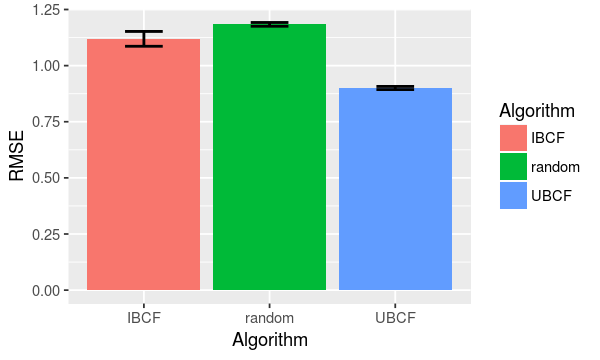 1.25
1.00
0.75
0.50
0.25
0.00
RMSE
IBCF
random
UBCF
Algorithm
Algorithm
IBCF
random
UBCF